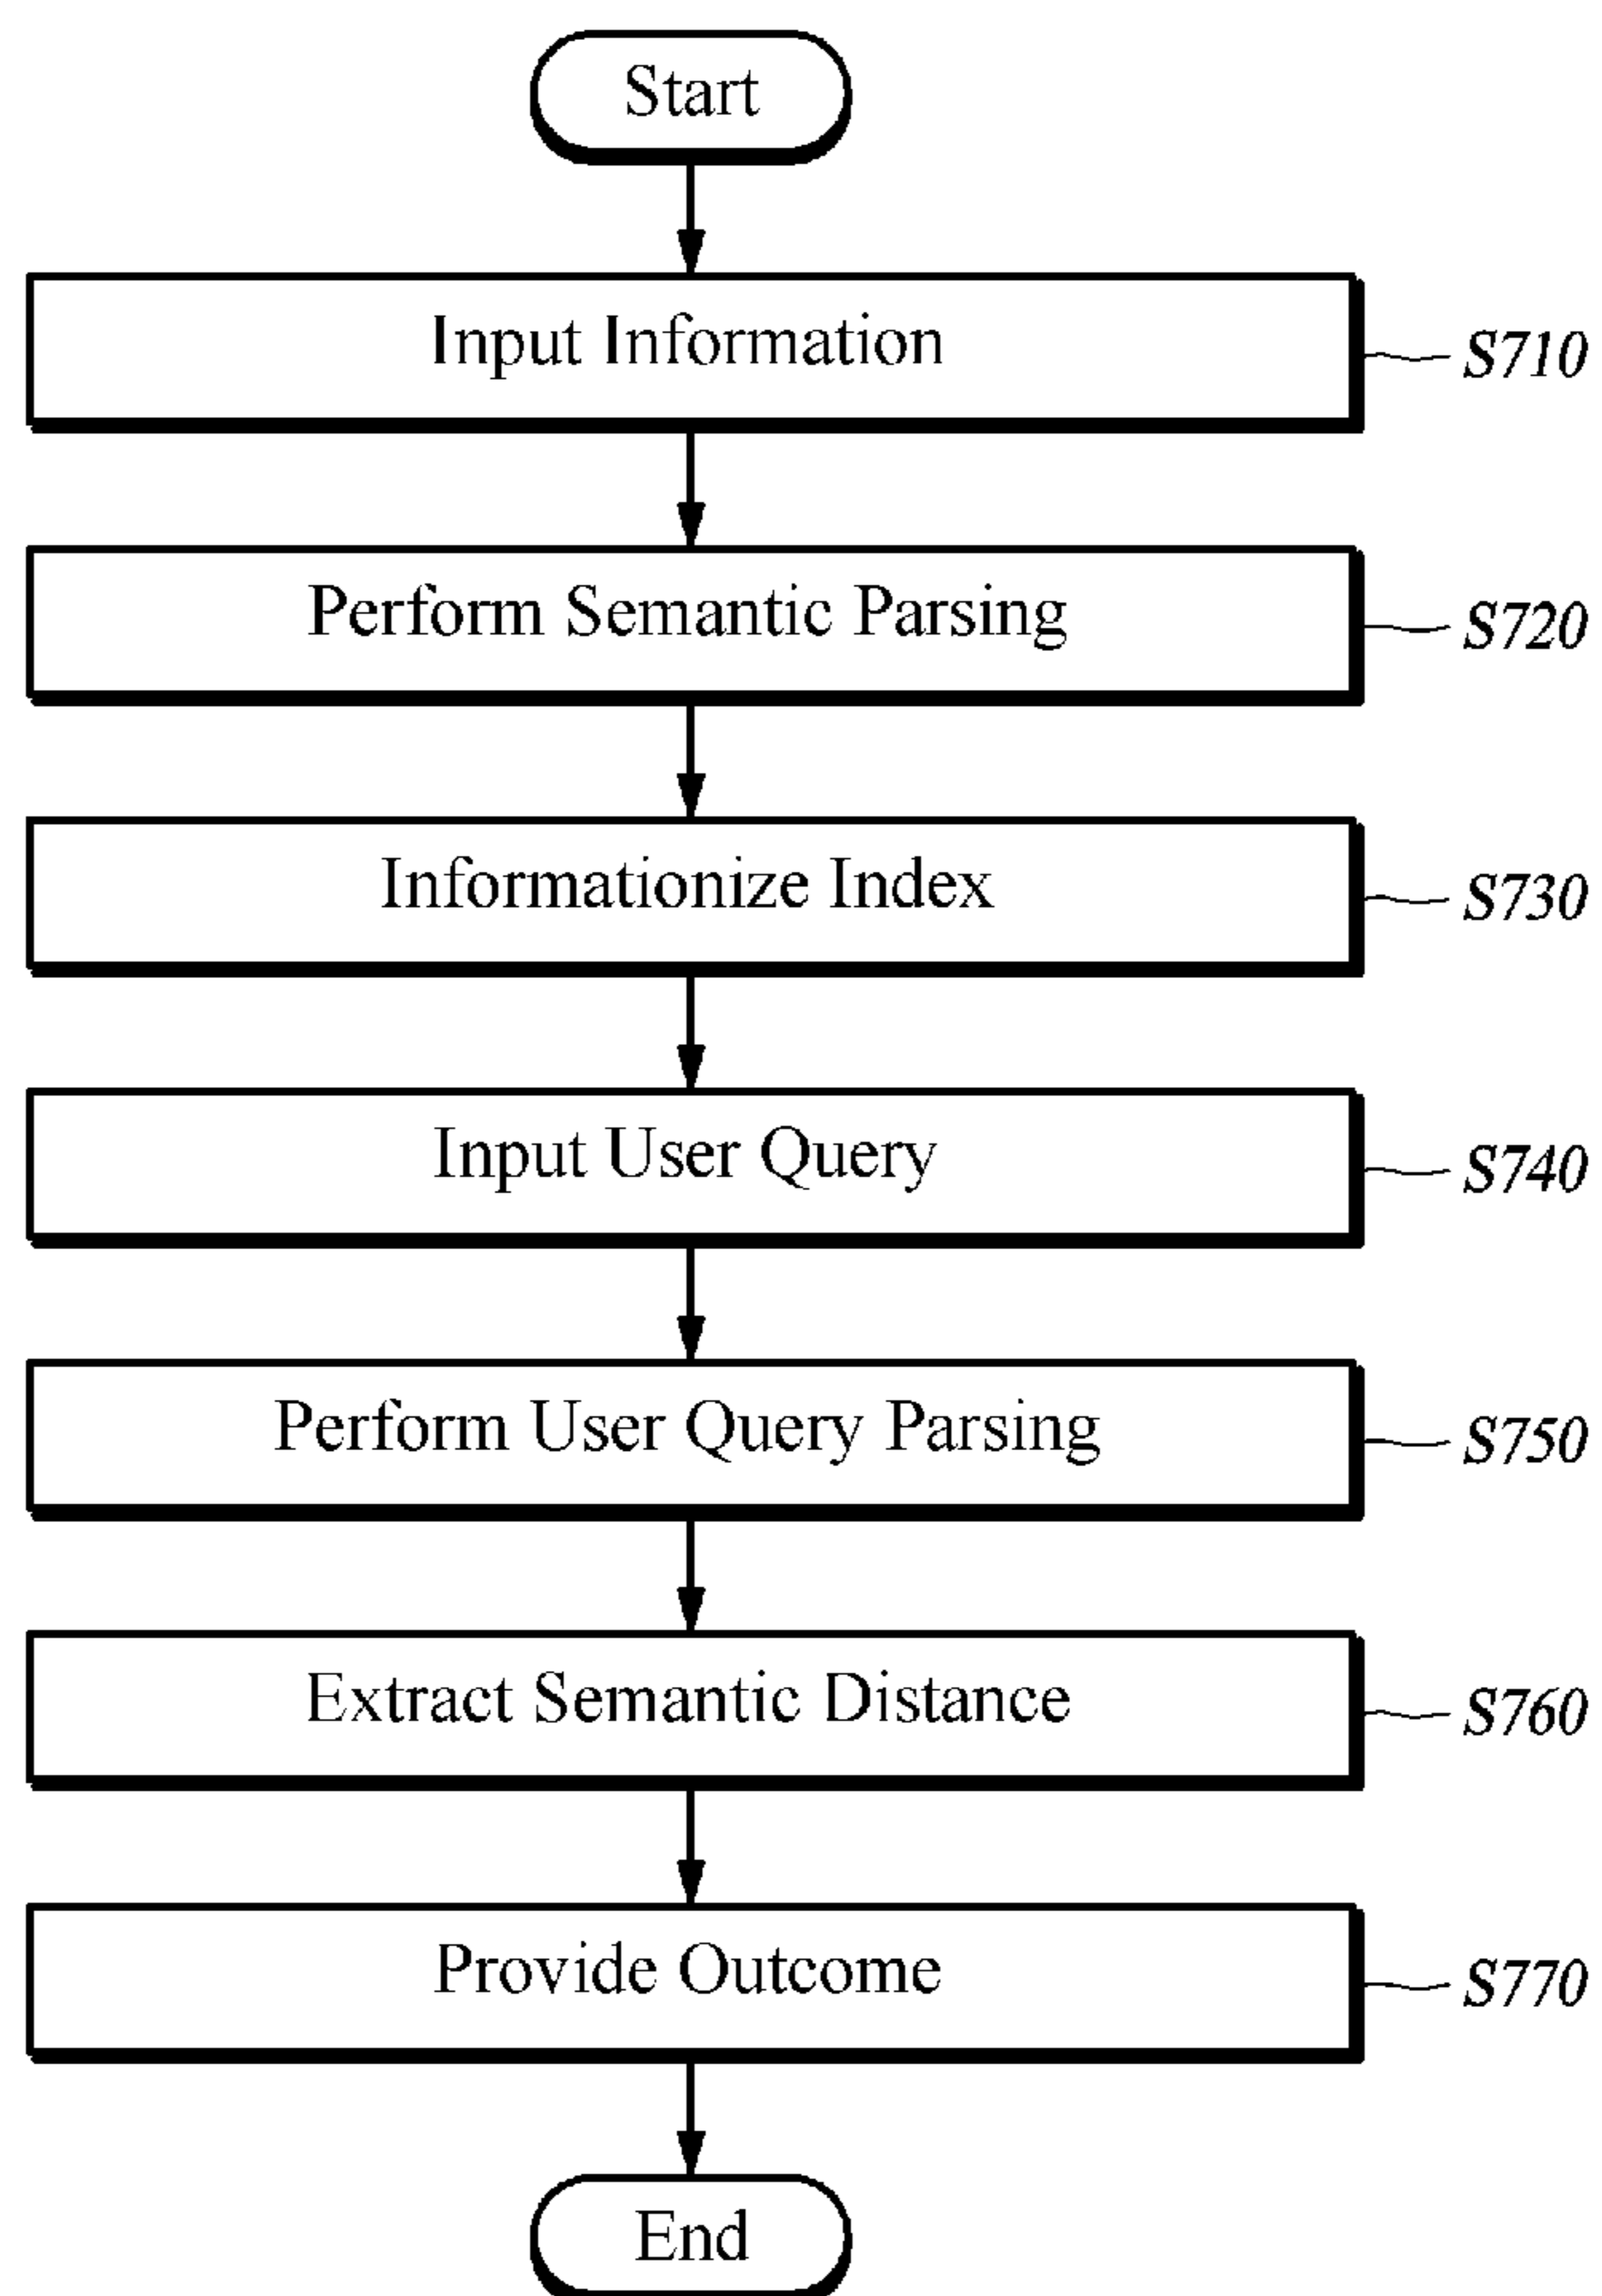 Start
Input Information
S710
Perform Semantic Parsing
S720
Informationize Index
S730
Input User Query
S740
Perform User Query Parsing
S750
Extract Semantic Distance
S760
Provide Outcome
S770
End